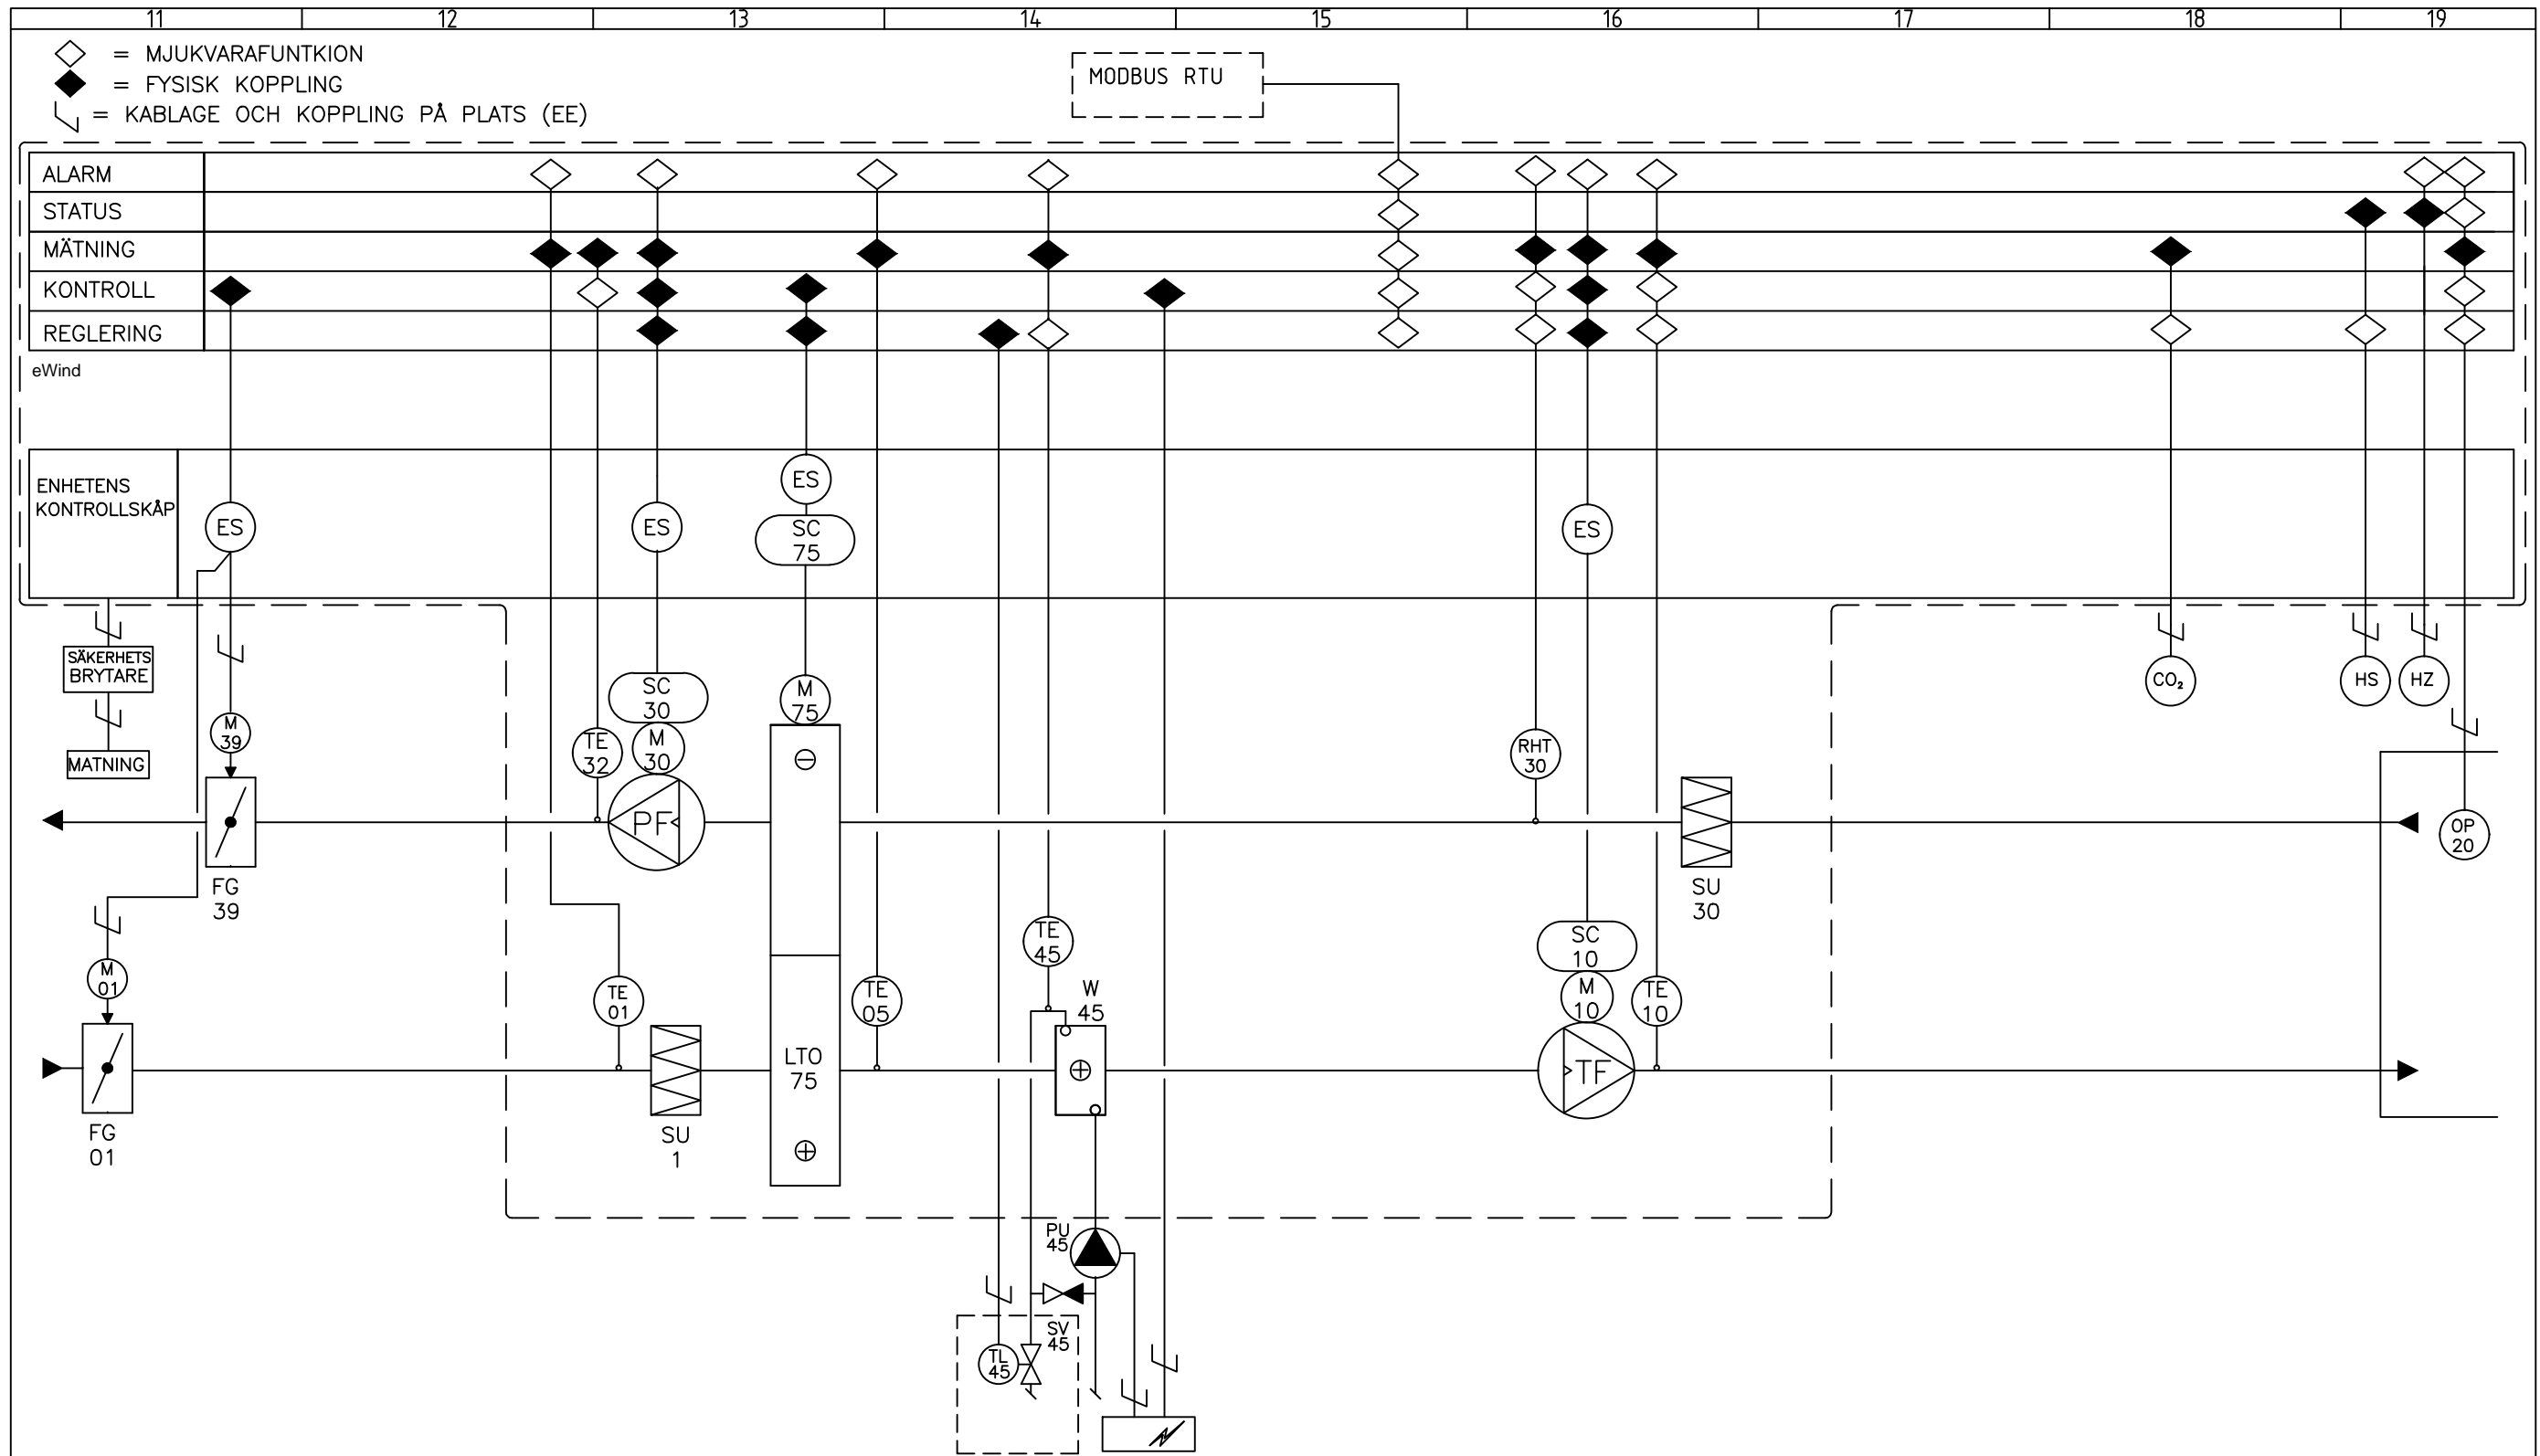 11 12 13 14 15 16 17 18 19
= MJUKVARAFUNTKION
= FYSISK KOPPLING
= KABLAGE OCH KOPPLING PÅ PLATS (EE)
MODBUS RTU
ALARM
STATUS
MÄTNING
KONTROLL
REGLERING
eWind
ENHETENS
KONTROLLSKÅP
ES
ES
ES
SC
75
ES
SÄKERHETS
BRYTARE
MATNING
M
39
TE
32
SC
30
M
30
M
75
RHT
30
CO₂
HS
HZ
PF
FG
39
OP
20
SU
30
M
01
TE
01
TE
05
TE
45
W
45
SC
10
M
10
TE
10
LTO
75
TF
FG
01
SU
1
PU
45
SV
45
TL
45